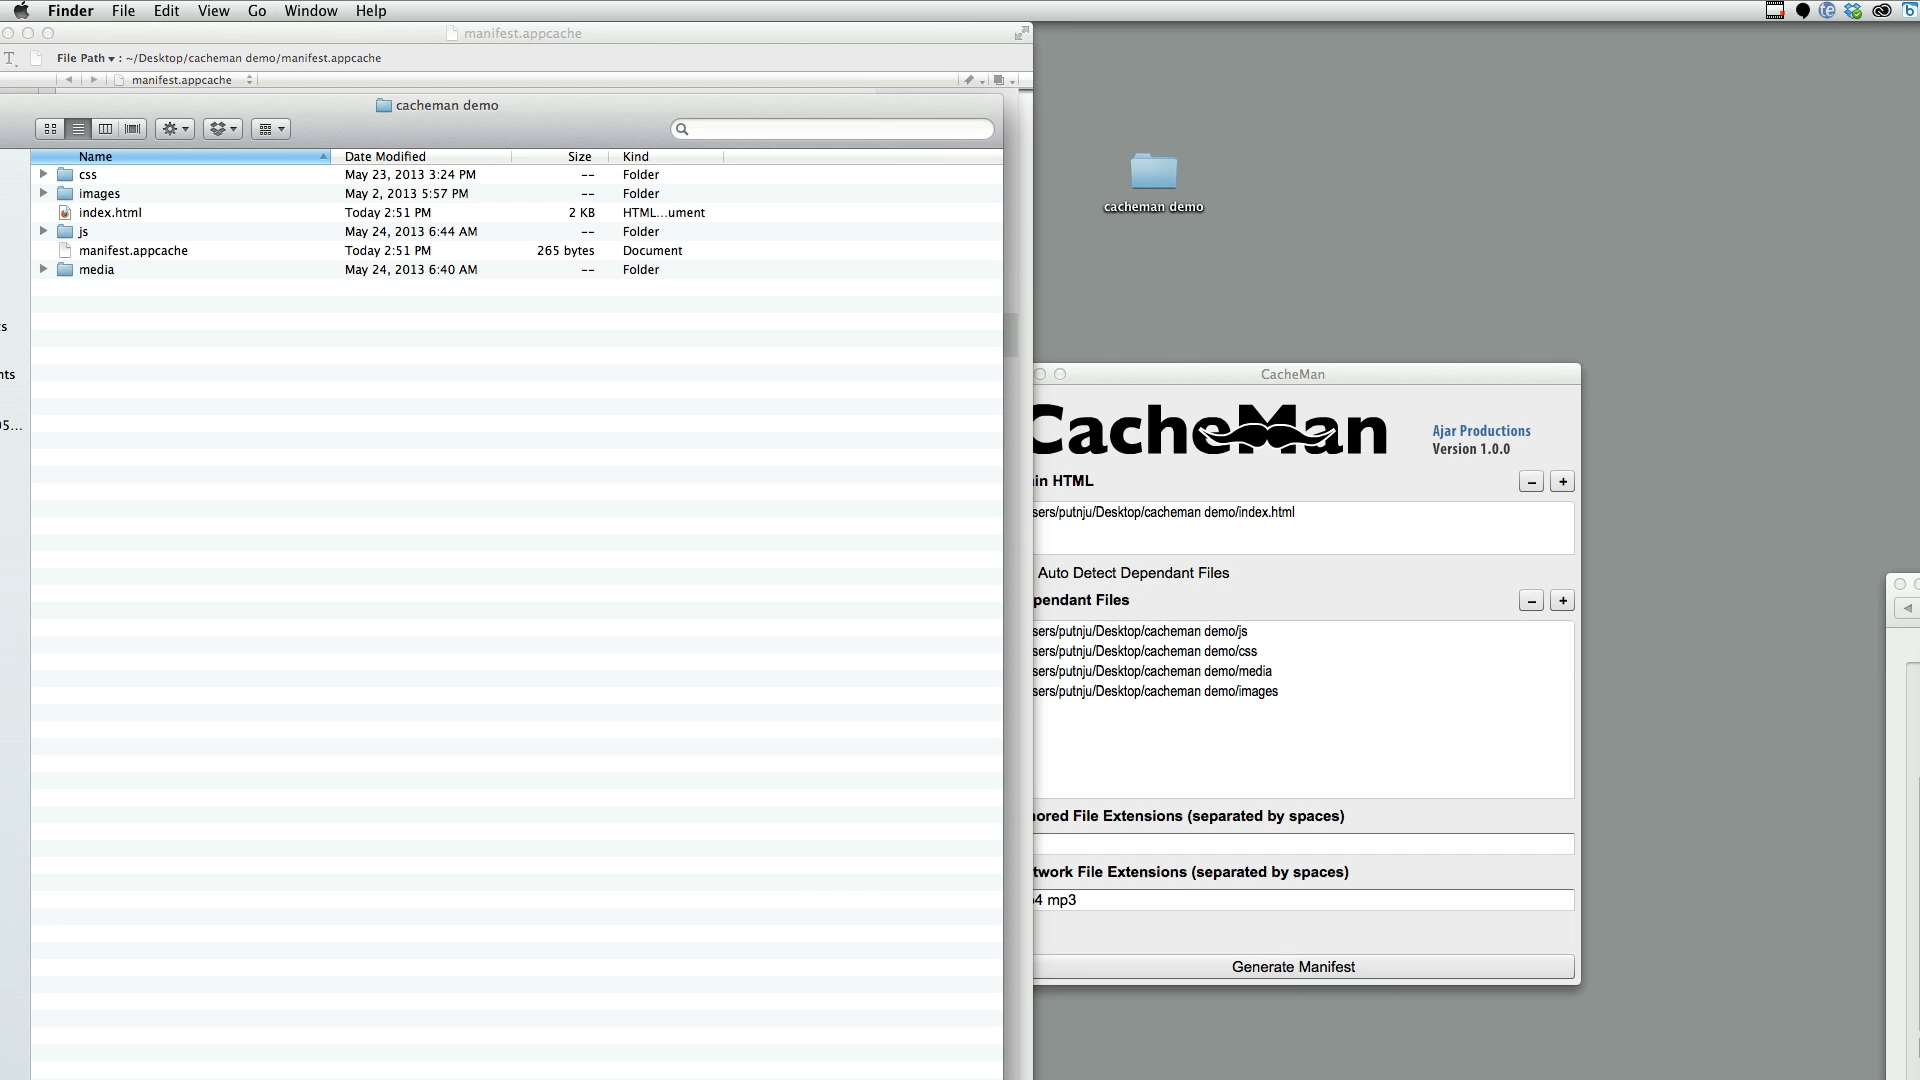 Finder File Edit View Go Window Help
manifest.appcache
File Path : ~/Desktop/cacheman demo/manifest.appcache
manifest.appcache
cacheman demo
Name Date Modified Size Kind
css May 23, 2013 3:24 PM -- Folder
images May 2, 2013 5:57 PM -- Folder
index.html Today 2:51 PM 2 KB HTML...ument
js May 24, 2013 6:44 AM -- Folder
manifest.appcache Today 2:51 PM 265 bytes Document
media May 24, 2013 6:40 AM -- Folder
cacheman demo
CacheMan
CacheMan
Ajar Productions
Version 1.0.0
in HTML
sers/putnju/Desktop/cacheman demo/index.html
Auto Detect Dependant Files
pendant Files
sers/putnju/Desktop/cacheman demo/js
sers/putnju/Desktop/cacheman demo/css
sers/putnju/Desktop/cacheman demo/media
sers/putnju/Desktop/cacheman demo/images
ored File Extensions (separated by spaces)
twork File Extensions (separated by spaces)
4 mp3
Generate Manifest